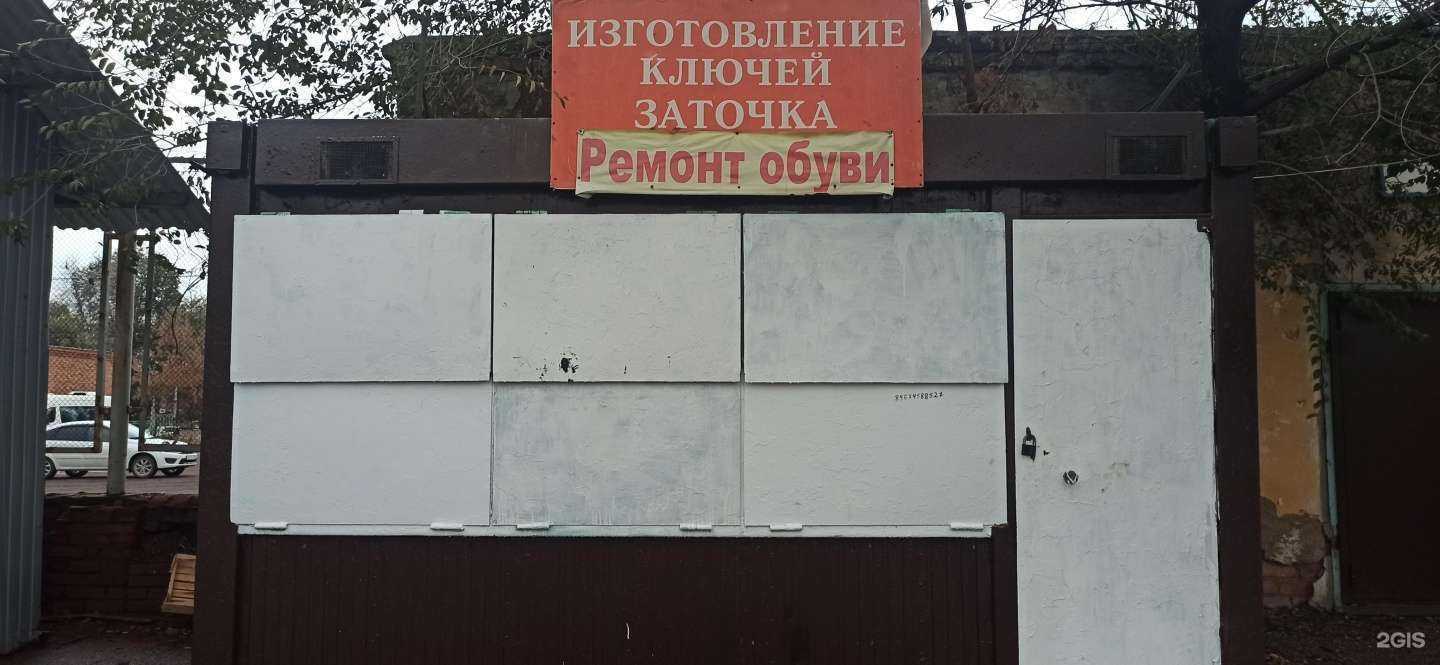 ИЗГОТОВЛЕНИЕ
КЛЮЧЕЙ
ЗАТОЧКА
Ремонт обуви
2GIS